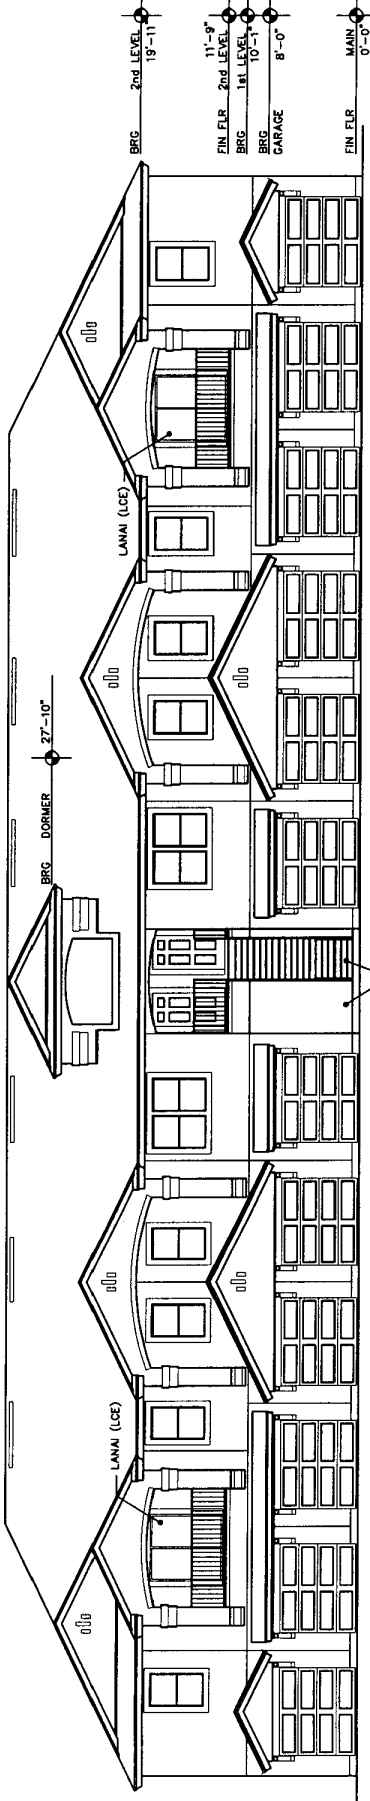 BRG 2nd LEVEL
19'-11"
11'-9"
FIN FLR 2nd LEVEL
BRG 1st LEVEL
10'-1"
BRG
GARAGE 8'-0"
FIN FLR MAIN
0'-0"
BRG DORMER 27'-10"
LANAI (LCE)
LANAI (LCE)